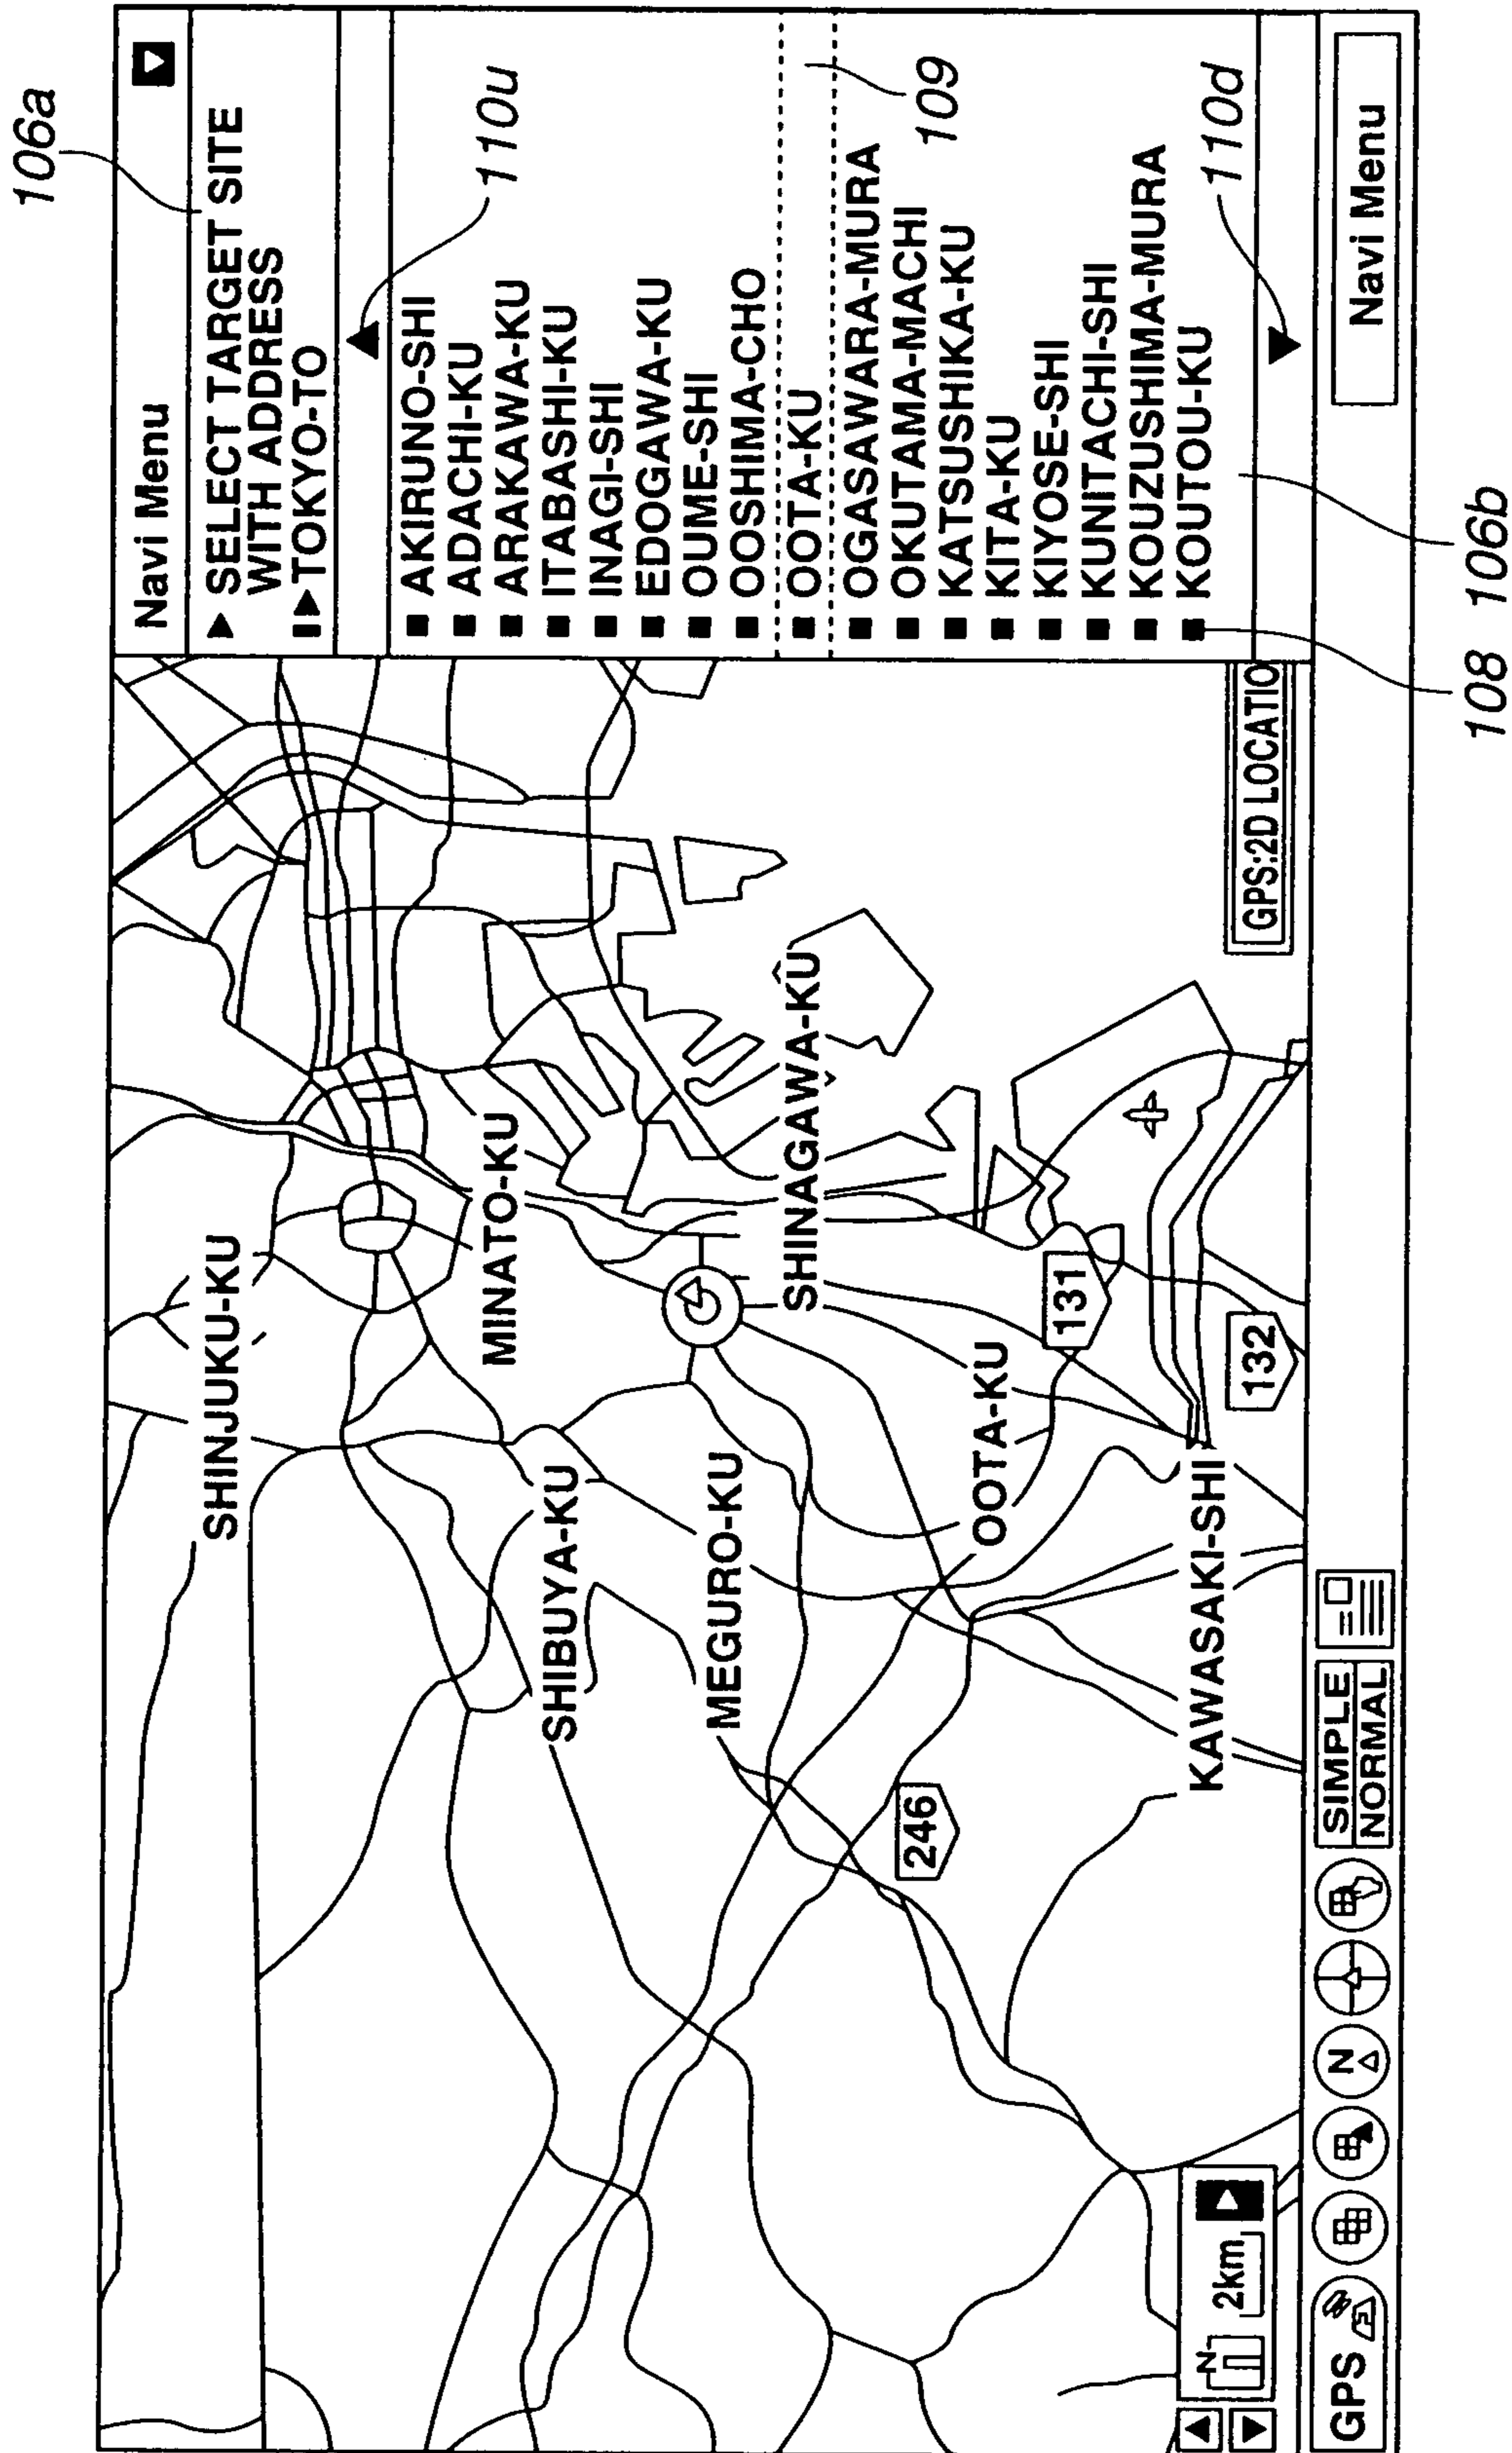 106a
Navi Menu
SELECT TARGET SITE
WITH ADDRESS
TOKYO-TO
110u
AKIRUNO-SHI
ADACHI-KU
ARAKAWA-KU
ITABASHI-KU
INAGI-SHI
EDOGAWA-KU
OUME-SHI
OOSHIMA-CHO
OOTA-KU
109
OGASAWARA-MURA
OKUTAMA-MACHI
KATSUSHIKA-KU
KITA-KU
KIYOSE-SHI
KUNITACHI-SHI
KOUZUSHIMA-MURA
KOUTOU-KU
110d
SHINJUKU-KU
MINATO-KU
SHIBUYA-KU
MEGURO-KU
SHINAGAWA-KU
246
OOTA-KU
131
KAWASAKI-SHI
132
GPS:2D LOCATIO
N
2km
GPS
N
SIMPLE
NORMAL
Navi Menu
108
106b